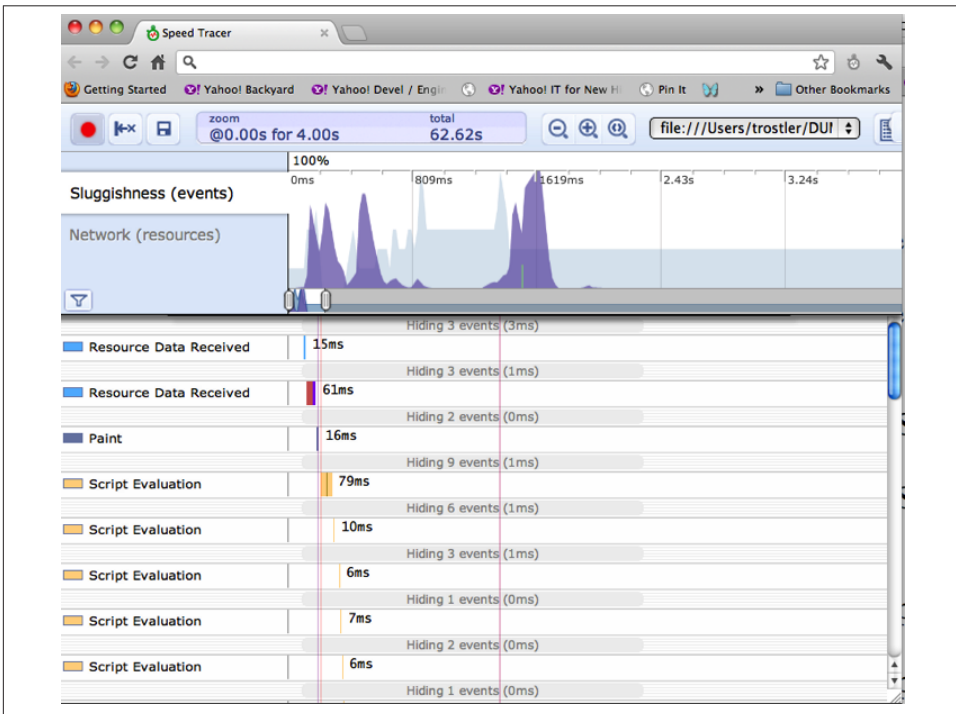 Speed Tracer
Getting Started Yahoo! Backyard Yahoo! Devel / Engin Yahoo! IT for New H Pin It » Other Bookmarks
zoom total
@0.00s for 4.00s 62.62s file:///Users/trostler/DUI
100%
0ms 809ms 1619ms 2.43s 3.24s
Sluggishness (events)
Network (resources)
Hiding 3 events (3ms)
Resource Data Received 15ms
Hiding 3 events (1ms)
Resource Data Received 61ms
Hiding 2 events (0ms)
Paint 16ms
Hiding 9 events (1ms)
Script Evaluation 79ms
Hiding 6 events (1ms)
Script Evaluation 10ms
Hiding 3 events (1ms)
Script Evaluation 6ms
Hiding 1 events (0ms)
Script Evaluation 7ms
Hiding 2 events (0ms)
Script Evaluation 6ms
Hiding 1 events (0ms)